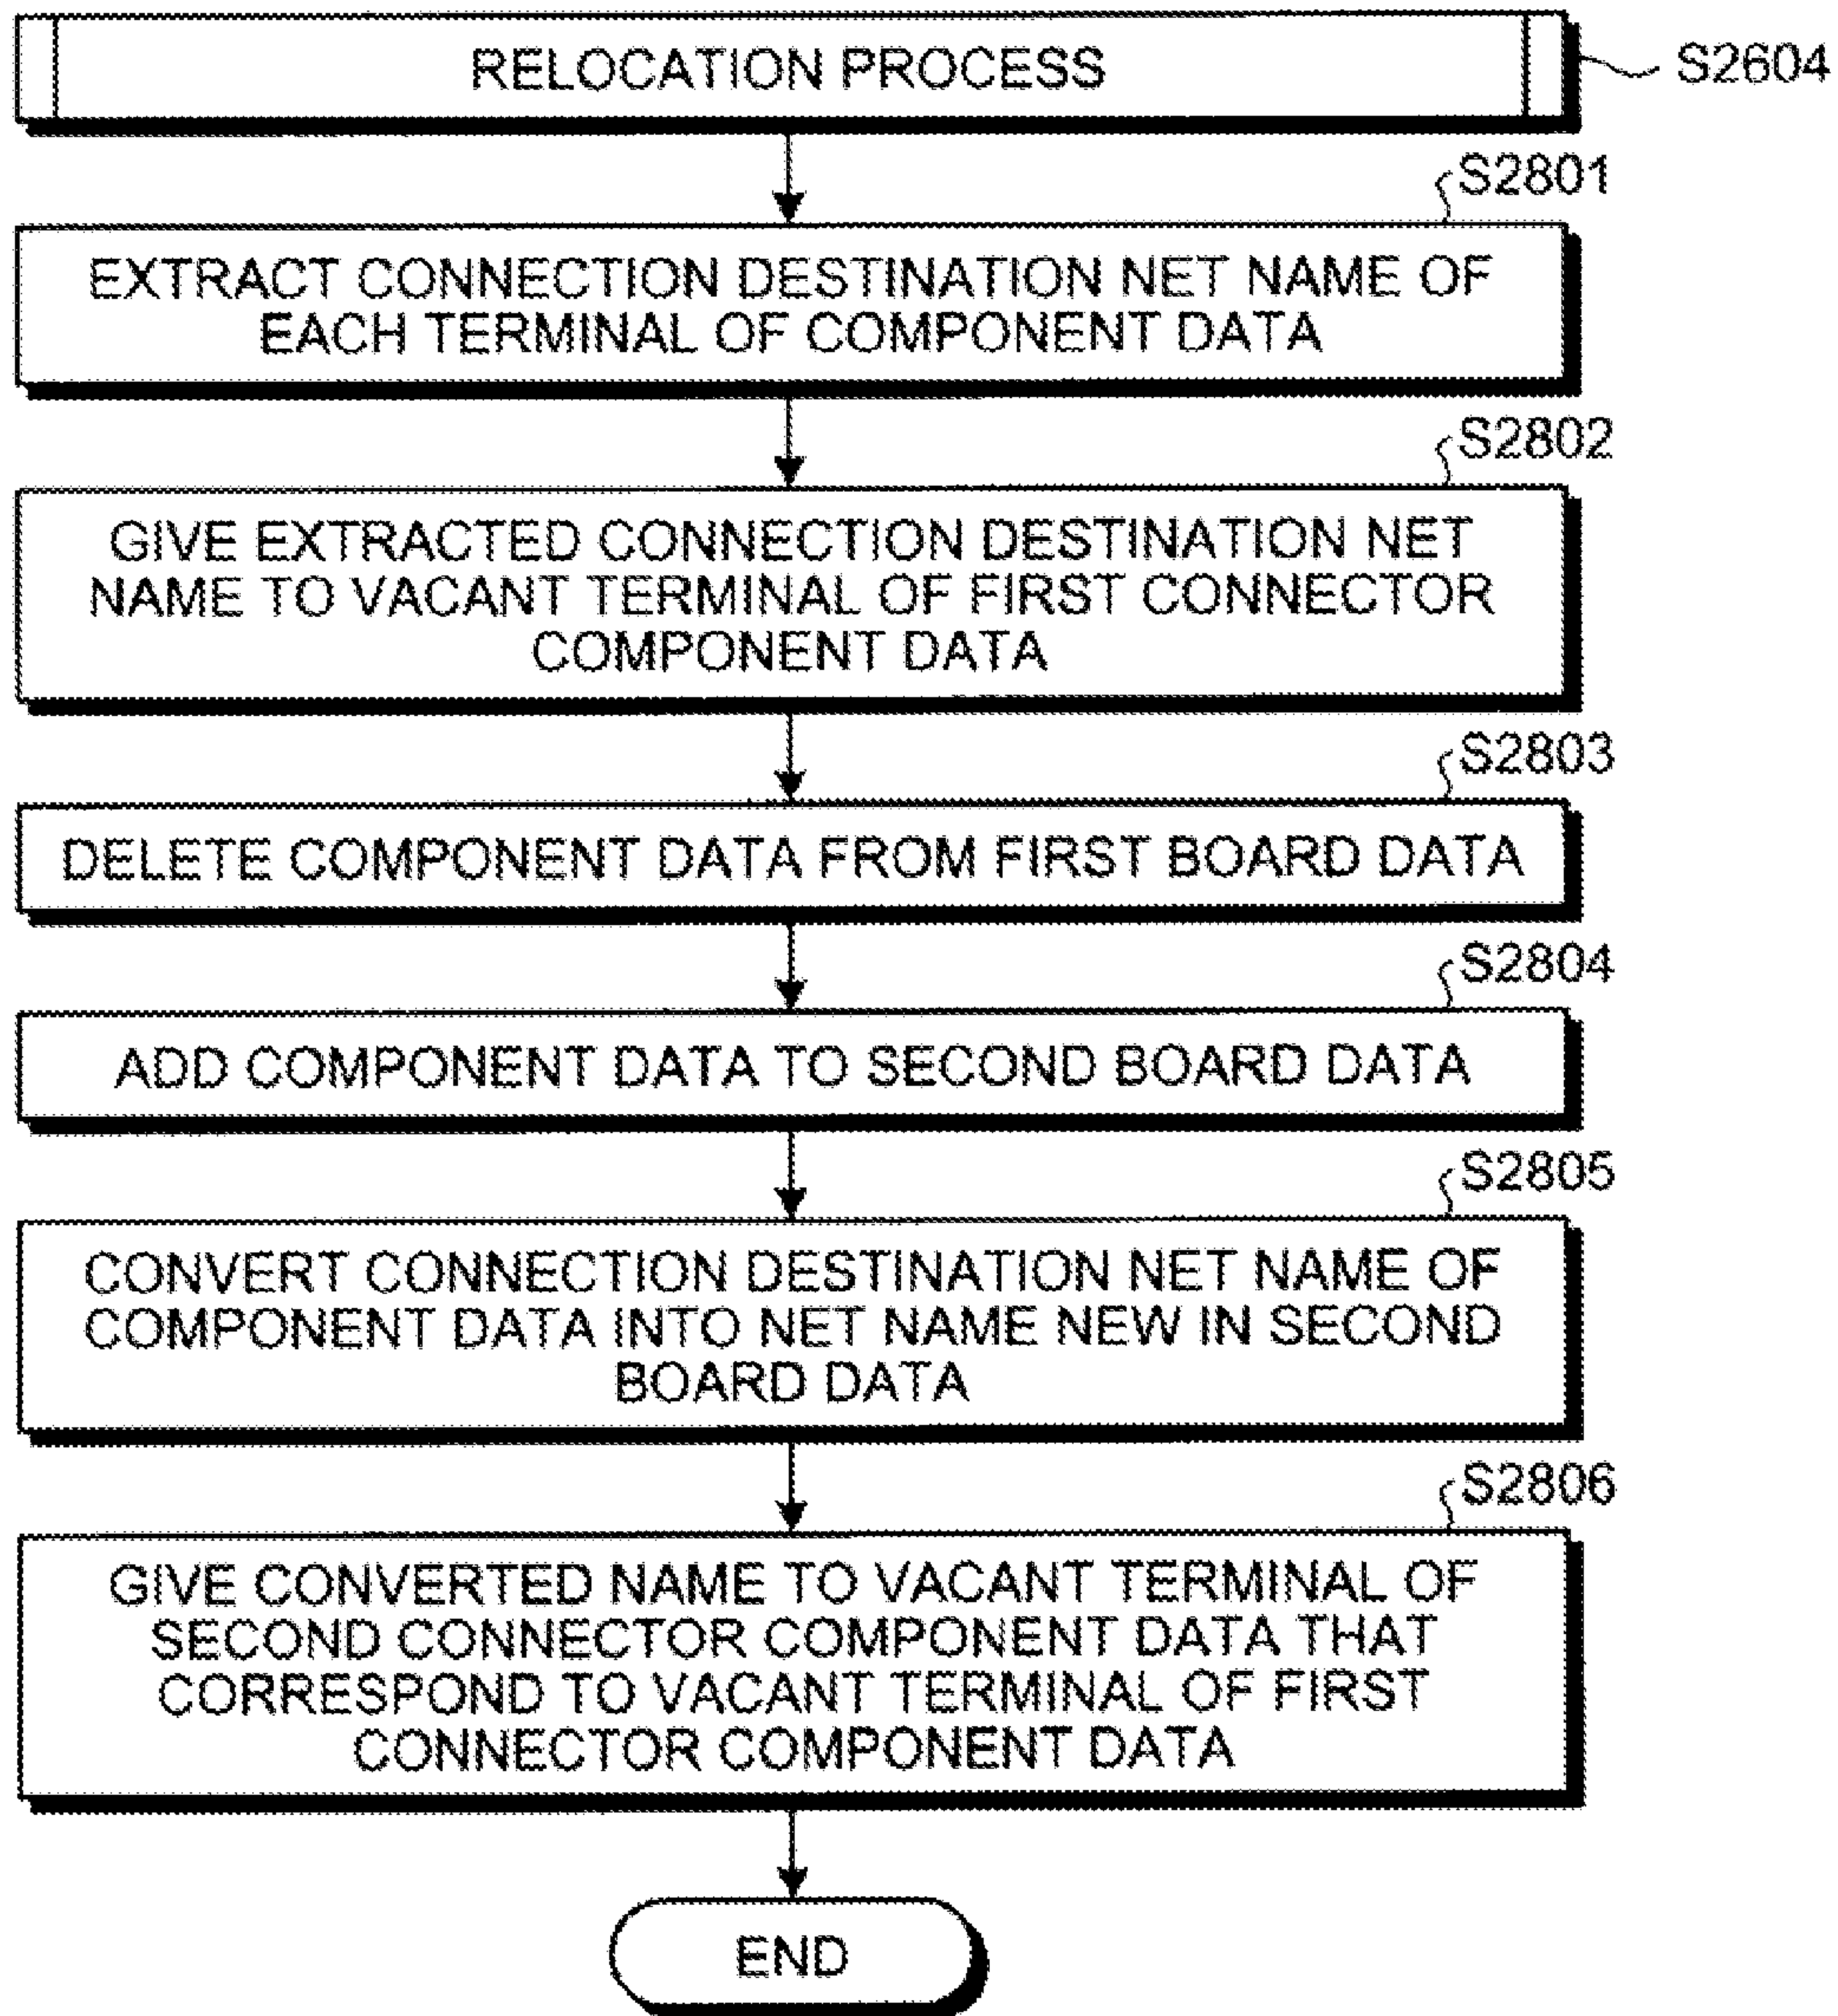 RELOCATION PROCESS
S2604
S2801
EXTRACT CONNECTION DESTINATION NET NAME OF
EACH TERMINAL OF COMPONENT DATA
S2802
GIVE EXTRACTED CONNECTION DESTINATION NET
NAME TO VACANT TERMINAL OF FIRST CONNECTOR
COMPONENT DATA
S2803
DELETE COMPONENT DATA FROM FIRST BOARD DATA
S2804
ADD COMPONENT DATA TO SECOND BOARD DATA
S2805
CONVERT CONNECTION DESTINATION NET NAME OF
COMPONENT DATA INTO NET NAME NEW IN SECOND
BOARD DATA
S2806
GIVE CONVERTED NAME TO VACANT TERMINAL OF
SECOND CONNECTOR COMPONENT DATA THAT
CORRESPOND TO VACANT TERMINAL OF FIRST
CONNECTOR COMPONENT DATA
END